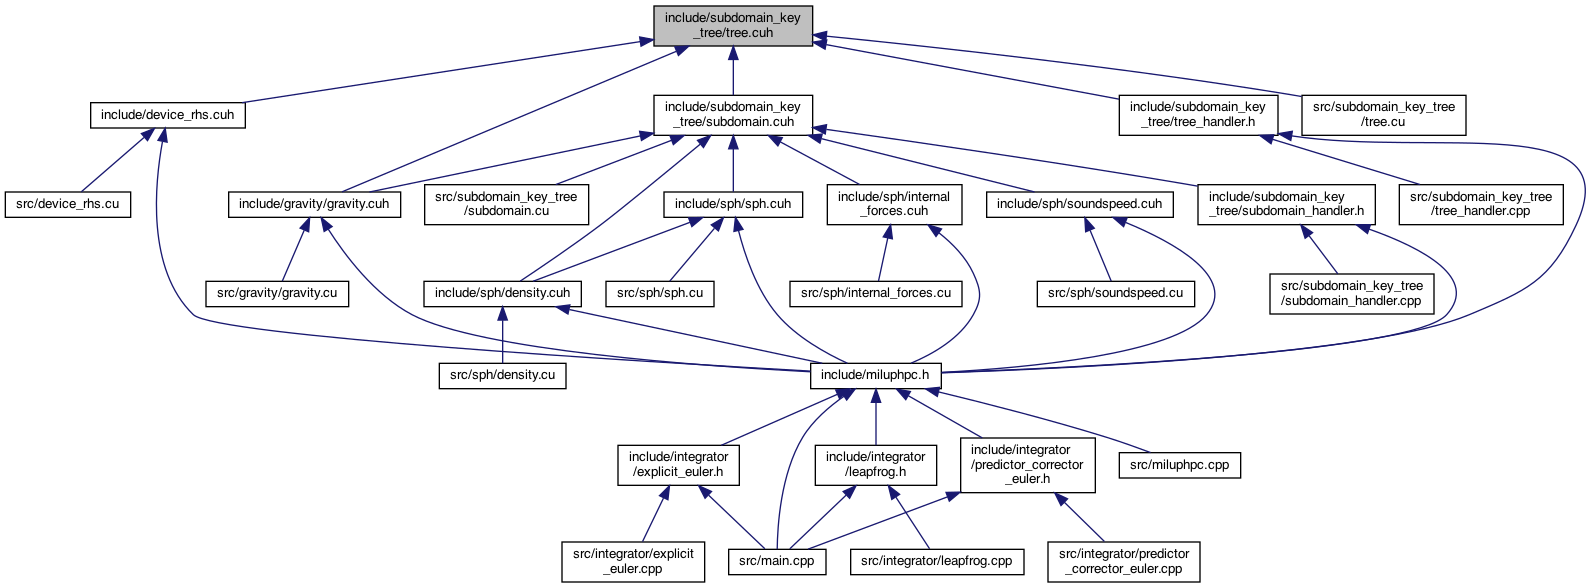 include/subdomain_key
_tree/tree.cuh
include/device_rhs.cuh
include/subdomain_key
_tree/subdomain.cuh
include/subdomain_key
_tree/tree_handler.h
src/subdomain_key_tree
/tree.cu
src/device_rhs.cu
include/gravity/gravity.cuh
src/subdomain_key_tree
/subdomain.cu
include/sph/sph.cuh
include/sph/internal
_forces.cuh
include/sph/soundspeed.cuh
include/subdomain_key
_tree/subdomain_handler.h
src/subdomain_key_tree
/tree_handler.cpp
src/gravity/gravity.cu
include/sph/density.cuh
src/sph/sph.cu
src/sph/internal_forces.cu
src/sph/soundspeed.cu
src/subdomain_key_tree
/subdomain_handler.cpp
src/sph/density.cu
include/miluphpc.h
include/integrator
/explicit_euler.h
include/integrator
/leapfrog.h
include/integrator
/predictor_corrector
_euler.h
src/miluphpc.cpp
src/integrator/explicit
_euler.cpp
src/main.cpp
src/integrator/leapfrog.cpp
src/integrator/predictor
_corrector_euler.cpp